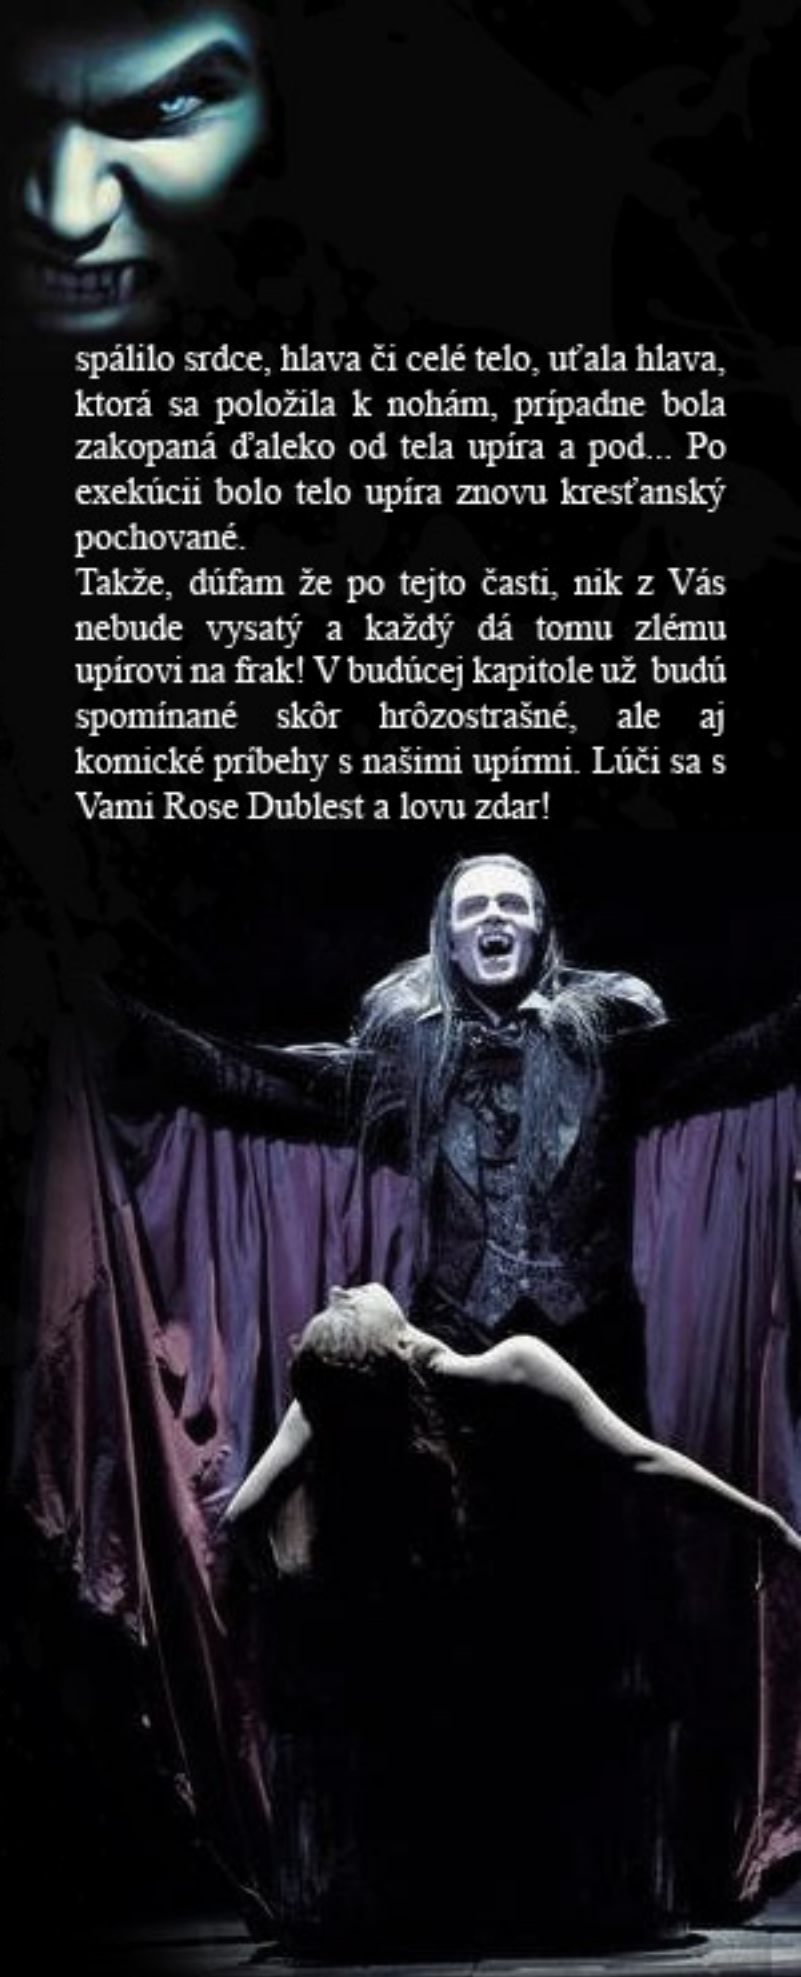 spálilo srdce, hlava či celé telo, uťala hlava,
ktorá sa položila k nohám, prípadne bola
zakopaná ďaleko od tela upíra a pod... Po
exekúcii bolo telo upíra znovu kresťanský
pochované.
Takže, dúfam že po tejto časti, nik z Vás
nebude vysatý a každý dá tomu zlému
upírovi na frak! V budúcej kapitole už budú
spomínané skôr hrôzostrašné, ale aj
komické príbehy s našimi upírmi. Lúči sa s
Vami Rose Dublest a lovu zdar!